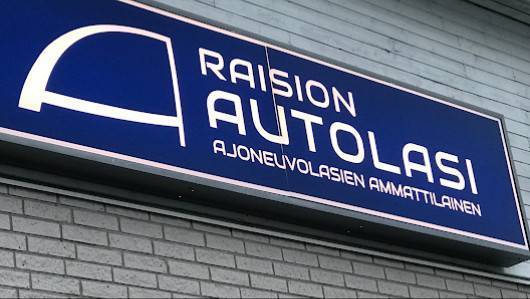 RAISION
AUTOLASI
AJONEUVOLASIEN AMMATTILAINEN